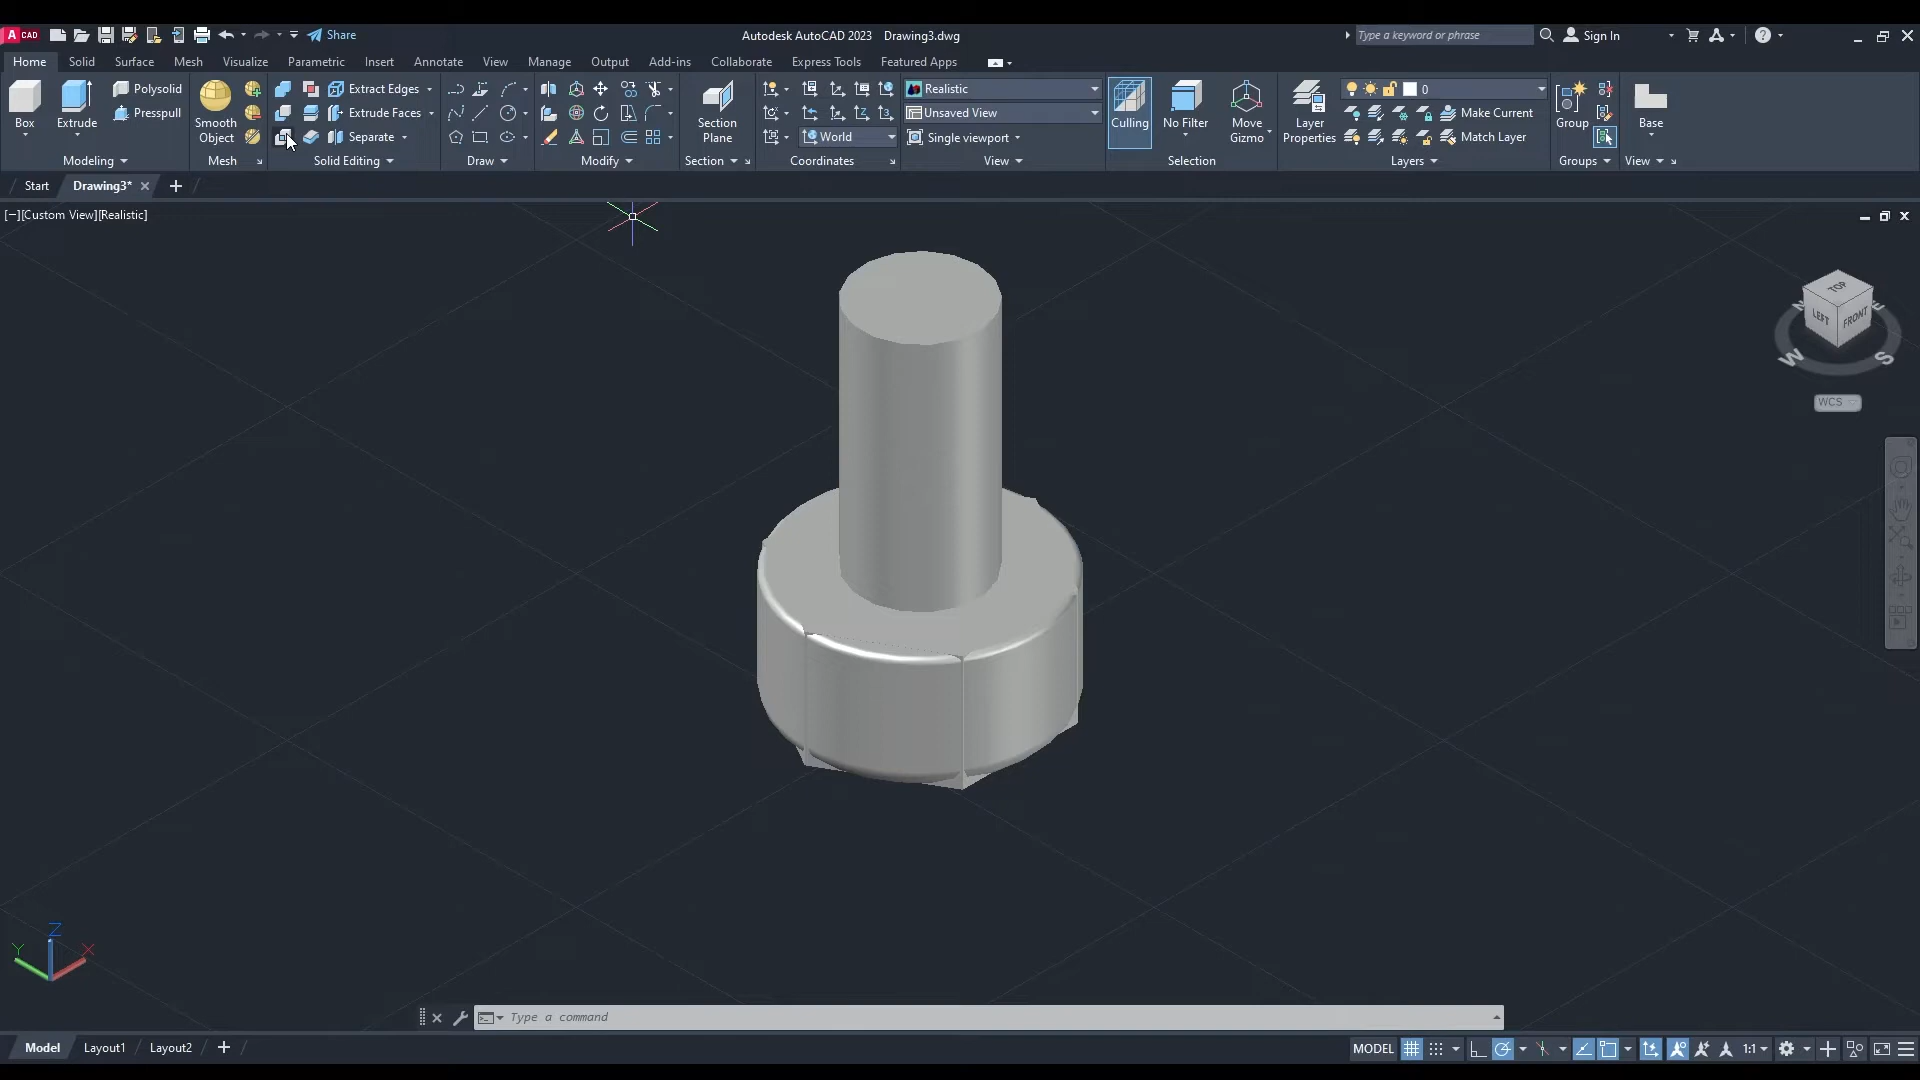 A CAD Share Autodesk AutoCAD 2023 Drawing3.dwg Type a keyword or phrase Sign In
Home Solid Surface Mesh Visualize Parametric Insert Annotate View Manage Output Add-ins Collaborate Express Tools Featured Apps
Polysolid Extract Edges Realistic 0
Presspull Extrude Faces Unsaved View Make Current
Box Extrude Smooth Object Separate Section Plane World Single viewport Culling No Filter Move Gizmo Layer Properties Match Layer Group Base
Modeling Mesh Solid Editing Draw Modify Section Coordinates View Selection Layers Groups View
Start Drawing3*
[−][Custom View][Realistic]
TOP
LEFT FRONT
N E
W S
WCS
Z
Y X
Type a command
Model Layout1 Layout2 MODEL 1:1